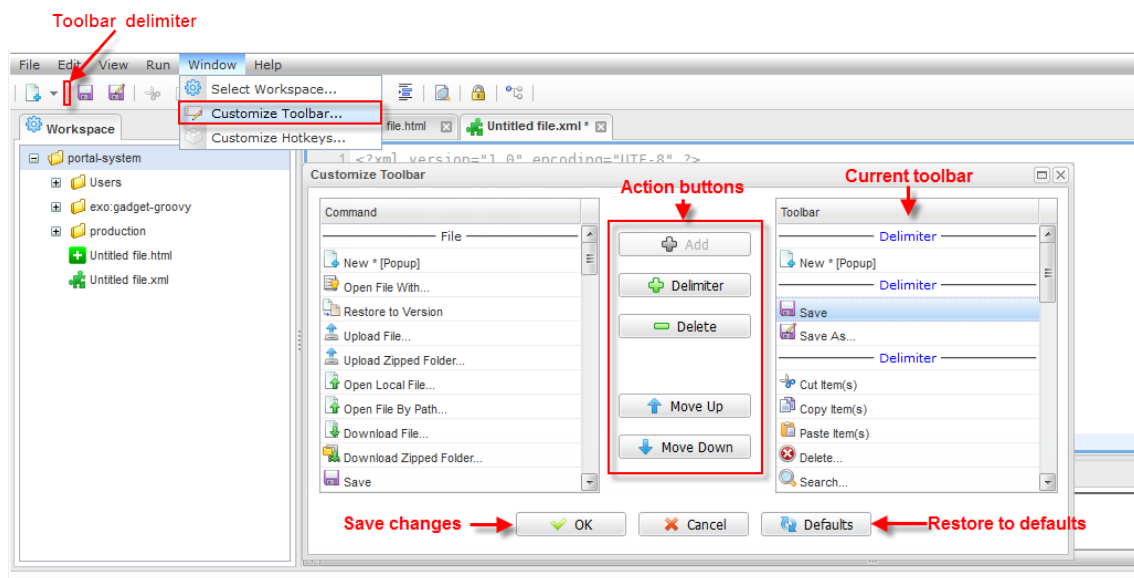 Toolbar delimiter
File Edit View Run Window Help
Select Workspace...
Customize Toolbar...
Customize Hotkeys...
Workspace
file.html
Untitled file.xml *
portal-system
Users
exo:gadget-groovy
production
Untitled file.html
Untitled file.xml
1 <?xml version="1.0" encoding="UTF-8" ?>
Customize Toolbar
Action buttons
Current toolbar
Command
File
New * [Popup]
Open File With...
Restore to Version
Upload File...
Upload Zipped Folder...
Open Local File...
Open File By Path...
Download File...
Download Zipped Folder...
Save
Add
Delimiter
Delete
Move Up
Move Down
Toolbar
Delimiter
New * [Popup]
Delimiter
Save
Save As...
Delimiter
Cut Item(s)
Copy Item(s)
Paste Item(s)
Delete...
Search...
Save changes
OK
Cancel
Defaults
Restore to defaults